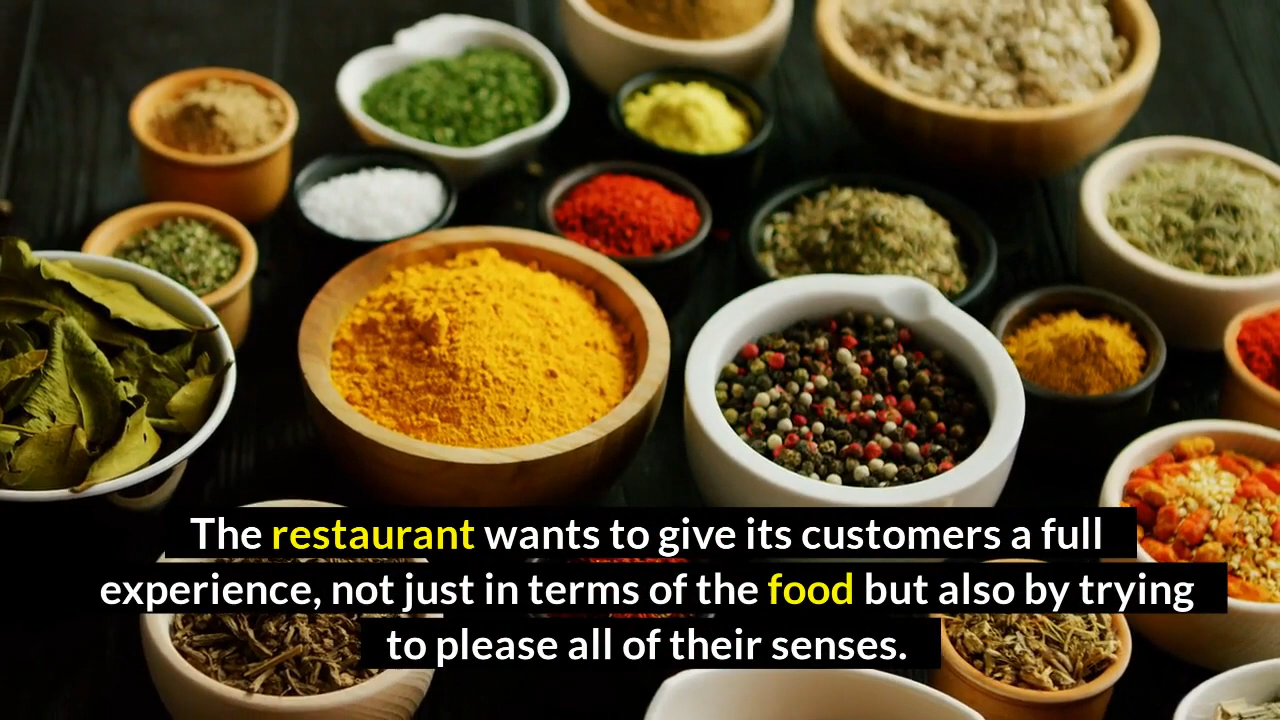 The restaurant wants to give its customers a full
experience, not just in terms of the food but also by trying
to please all of their senses.